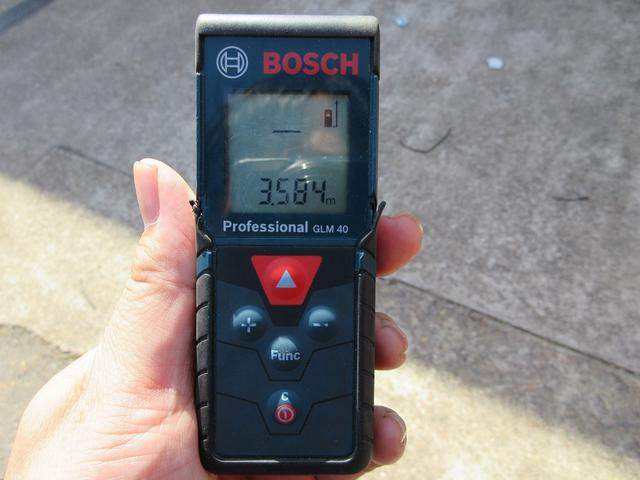 BOSCH
3.584m
Professional GLM 40
+ -
Func
C